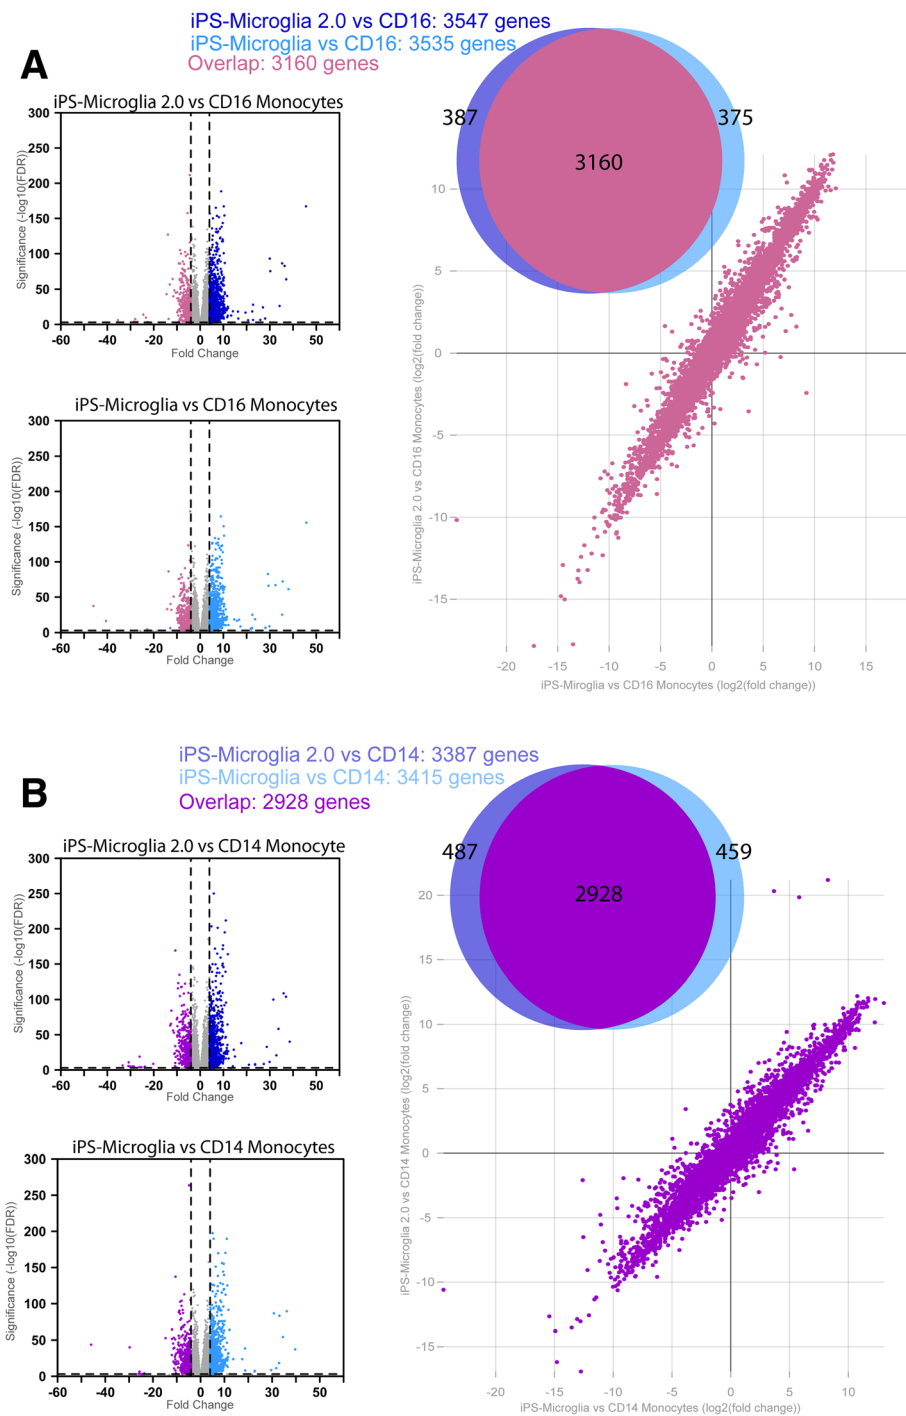 iPS-Microglia 2.0 vs CD16: 3547 genes
iPS-Microglia vs CD16: 3535 genes
Overlap: 3160 genes
A
387
375
3160
iPS-Microglia 2.0 vs CD16 Monocytes
Significance (-log10(FDR))
300
250
200
150
100
50
0
-60 -40 -20 0 10 20 50
Fold Change
iPS-Microglia vs CD16 Monocytes
Significance (-log10(FDR))
300
250
200
150
100
50
0
-60 -40 -20 0 10 20 50
Fold Change
iPS-Microglia 2.0 vs CD16 Monocytes (log2(fold change))
10
5
0
-5
-10
-15
-20 -15 -10 -5 0 5 10 15
iPS-Miroglia vs CD16 Monocytes (log2(fold change))
iPS-Microglia 2.0 vs CD14: 3387 genes
iPS-Microglia vs CD14: 3415 genes
Overlap: 2928 genes
B
487
459
2928
iPS-Microglia 2.0 vs CD14 Monocyte
Significance (-log10(FDR))
300
250
200
150
100
50
0
-60 -40 -20 0 10 20 50
Fold Change
iPS-Microglia vs CD14 Monocytes
Significance (-log10(FDR))
300
250
200
150
100
50
0
-60 -40 -20 0 10 20 50
Fold Change
iPS-Microglia 2.0 vs CD14 Monocytes (log2(fold change))
20
15
10
5
0
-5
-10
-15
-20 -15 -10 -5 0 5 10
iPS-Microglia vs CD14 Monocytes (log2(fold change))